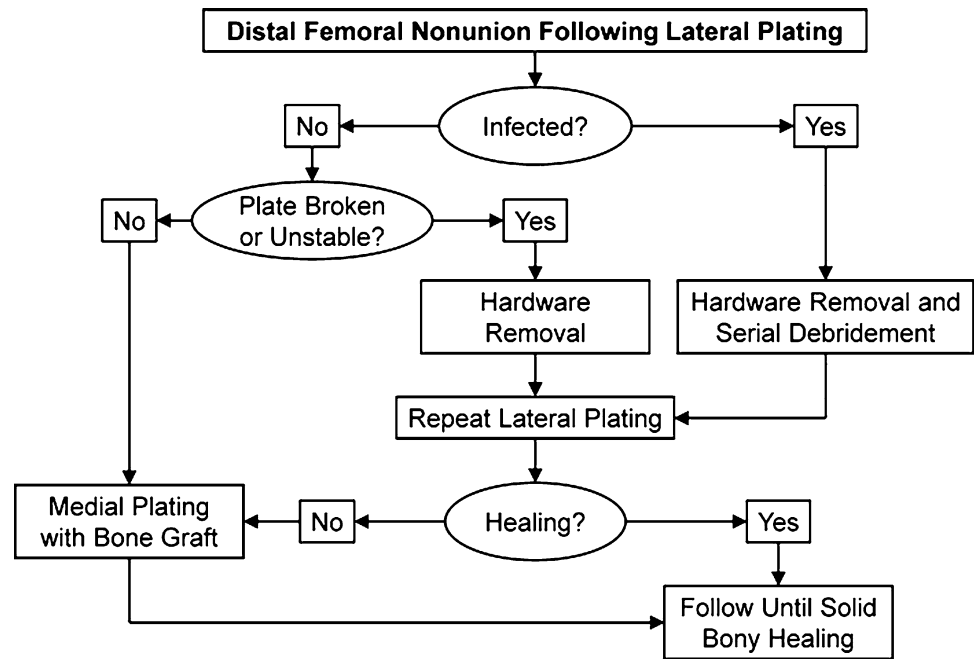 Distal Femoral Nonunion Following Lateral Plating
No
Infected?
Yes
No
Plate Broken
or Unstable?
Yes
Hardware
Removal
Hardware Removal and
Serial Debridement
Repeat Lateral Plating
Medial Plating
with Bone Graft
No
Healing?
Yes
Follow Until Solid
Bony Healing